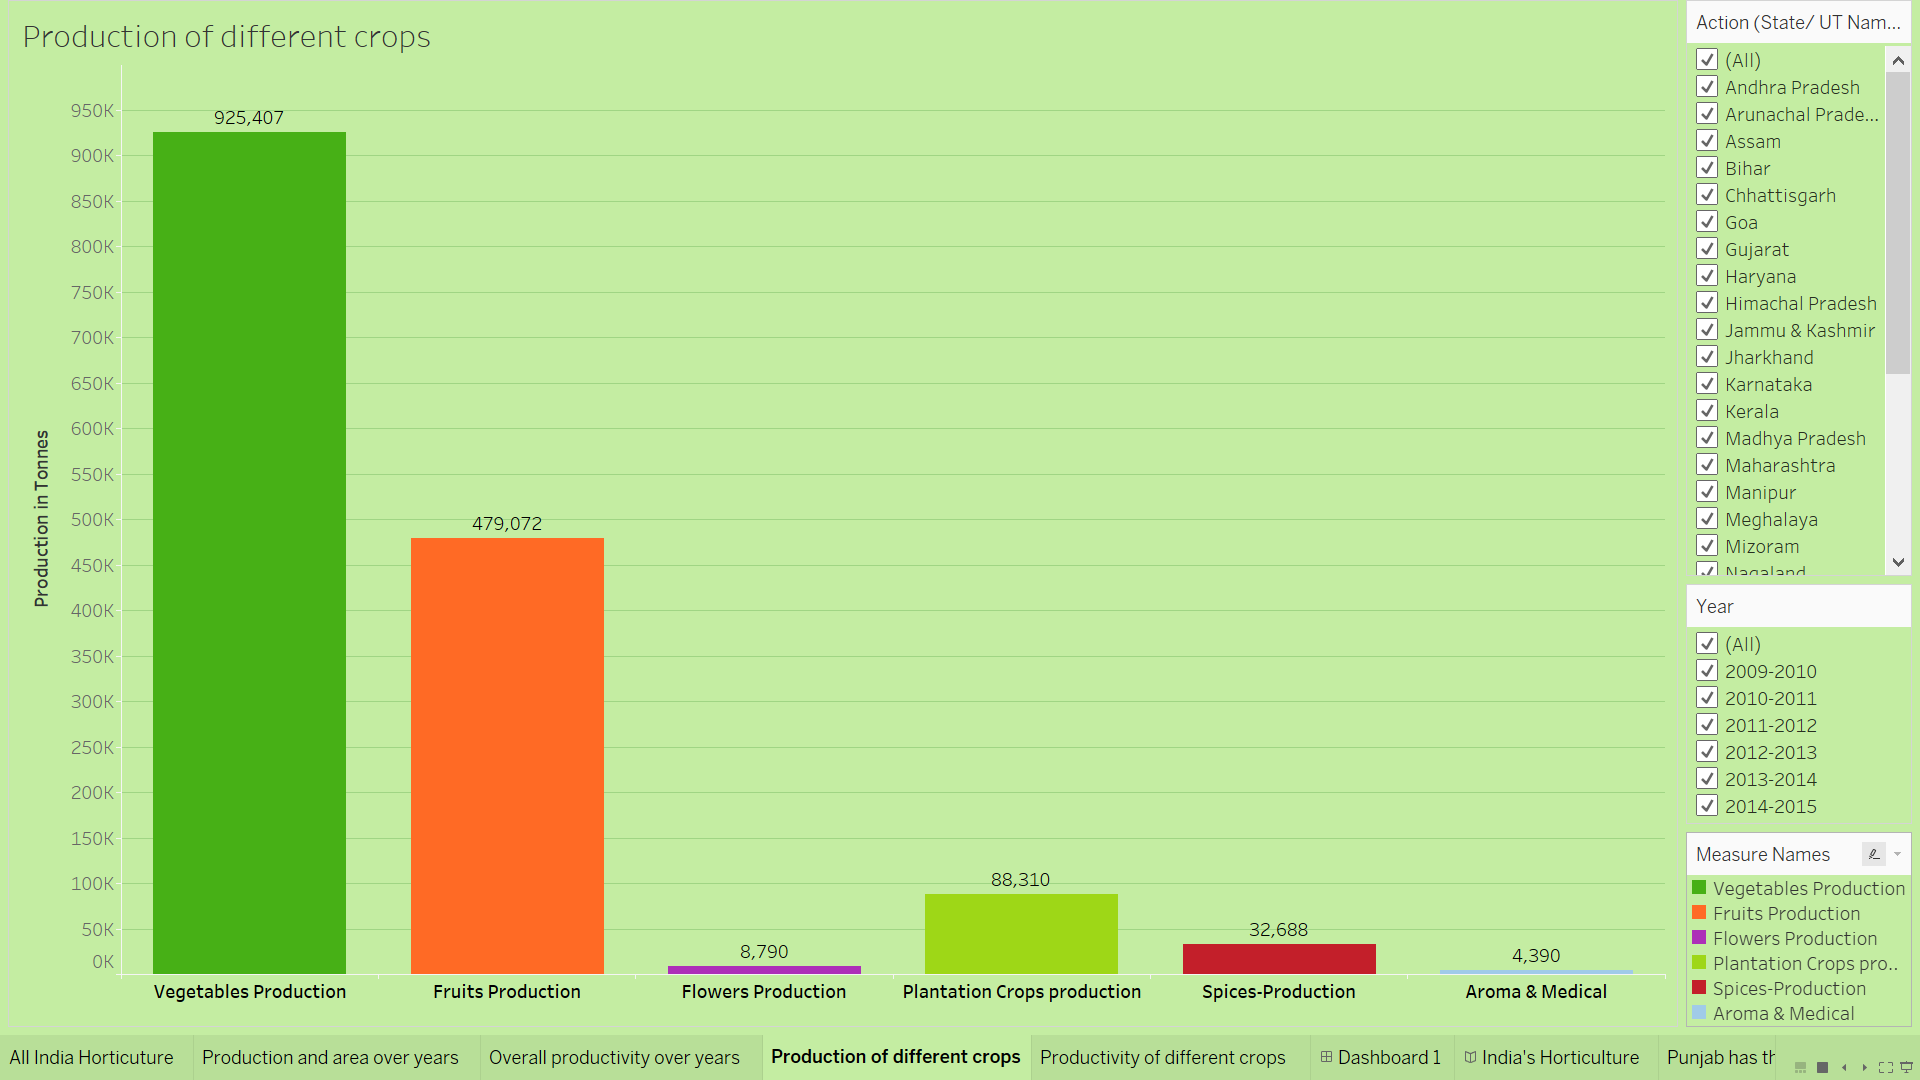 Production of different crops
950K
900K
850K
800K
750K
700K
650K
600K
550K
500K
450K
400K
350K
300K
250K
200K
150K
100K
50K
0K
Production in Tonnes
925,407
479,072
8,790
88,310
32,688
4,390
Vegetables Production
Fruits Production
Flowers Production
Plantation Crops production
Spices-Production
Aroma & Medical
Action (State/ UT Nam...
(All)
Andhra Pradesh
Arunachal Prade...
Assam
Bihar
Chhattisgarh
Goa
Gujarat
Haryana
Himachal Pradesh
Jammu & Kashmir
Jharkhand
Karnataka
Kerala
Madhya Pradesh
Maharashtra
Manipur
Meghalaya
Mizoram
Nagaland
Year
(All)
2009-2010
2010-2011
2011-2012
2012-2013
2013-2014
2014-2015
Measure Names
Vegetables Production
Fruits Production
Flowers Production
Plantation Crops pro..
Spices-Production
Aroma & Medical
All India Horticuture
Production and area over years
Overall productivity over years
Production of different crops
Productivity of different crops
Dashboard 1
India's Horticulture
Punjab has th